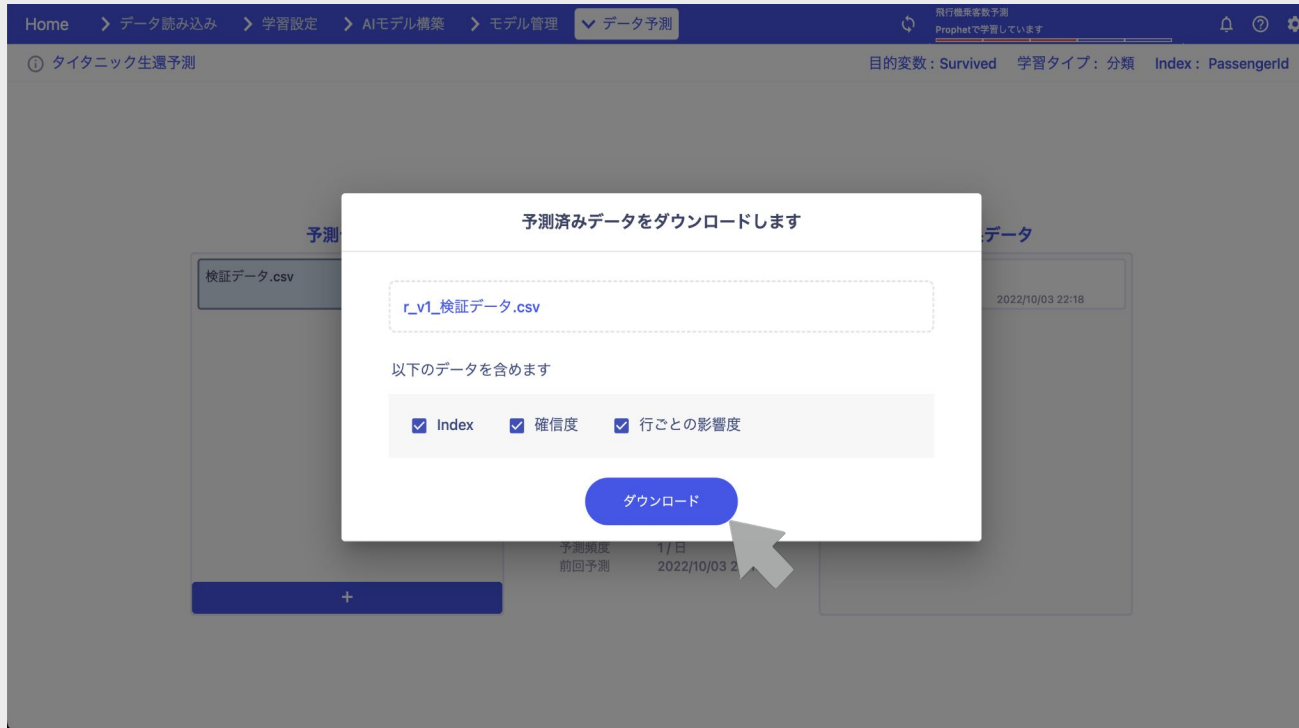 Home データ読み込み 学習設定 AIモデル構築 モデル管理 データ予測
飛行機乗客数予測
Prophetで学習しています
タイタニック生還予測 目的変数 : Survived 学習タイプ : 分類 Index : PassengerId
予測済みデータをダウンロードします
予測
データ
検証データ.csv
2022/10/03 22:18
r_v1_検証データ.csv
以下のデータを含めます
Index 確信度 行ごとの影響度
ダウンロード
予測頻度 1 / 日
前回予測 2022/10/03 2
+